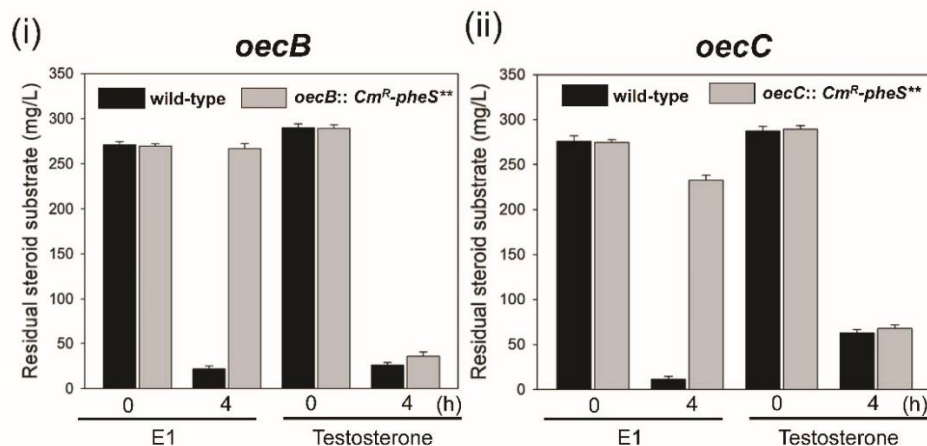 (i)
oecB
350
300
250
200
150
100
50
0
Residual steroid substrate (mg/L)
wild-type
oecB:: Cm^R-pheS**
0 4 0 4 (h)
E1 Testosterone
(ii)
oecC
350
300
250
200
150
100
50
0
Residual steroid substrate (mg/L)
wild-type
oecC:: Cm^R-pheS**
0 4 0 4 (h)
E1 Testosterone